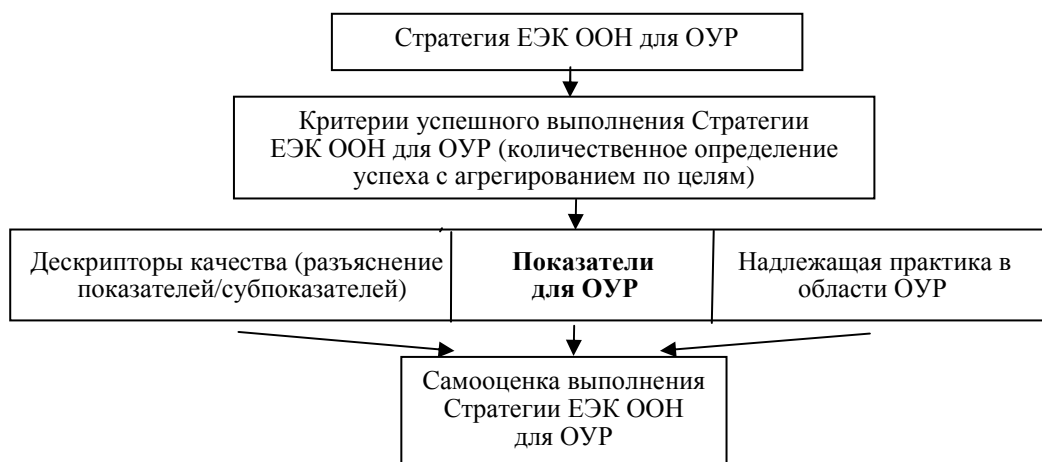 Стратегия ЕЭК ООН для ОУР
Критерии успешного выполнения Стратегии
ЕЭК ООН для ОУР (количественное определение
успеха с агрегированием по целям)
Дескрипторы качества (разъяснение
показателей/субпоказателей)
Показатели
для ОУР
Надлежащая практика в
области ОУР
Самооценка выполнения
Стратегии ЕЭК ООН
для ОУР